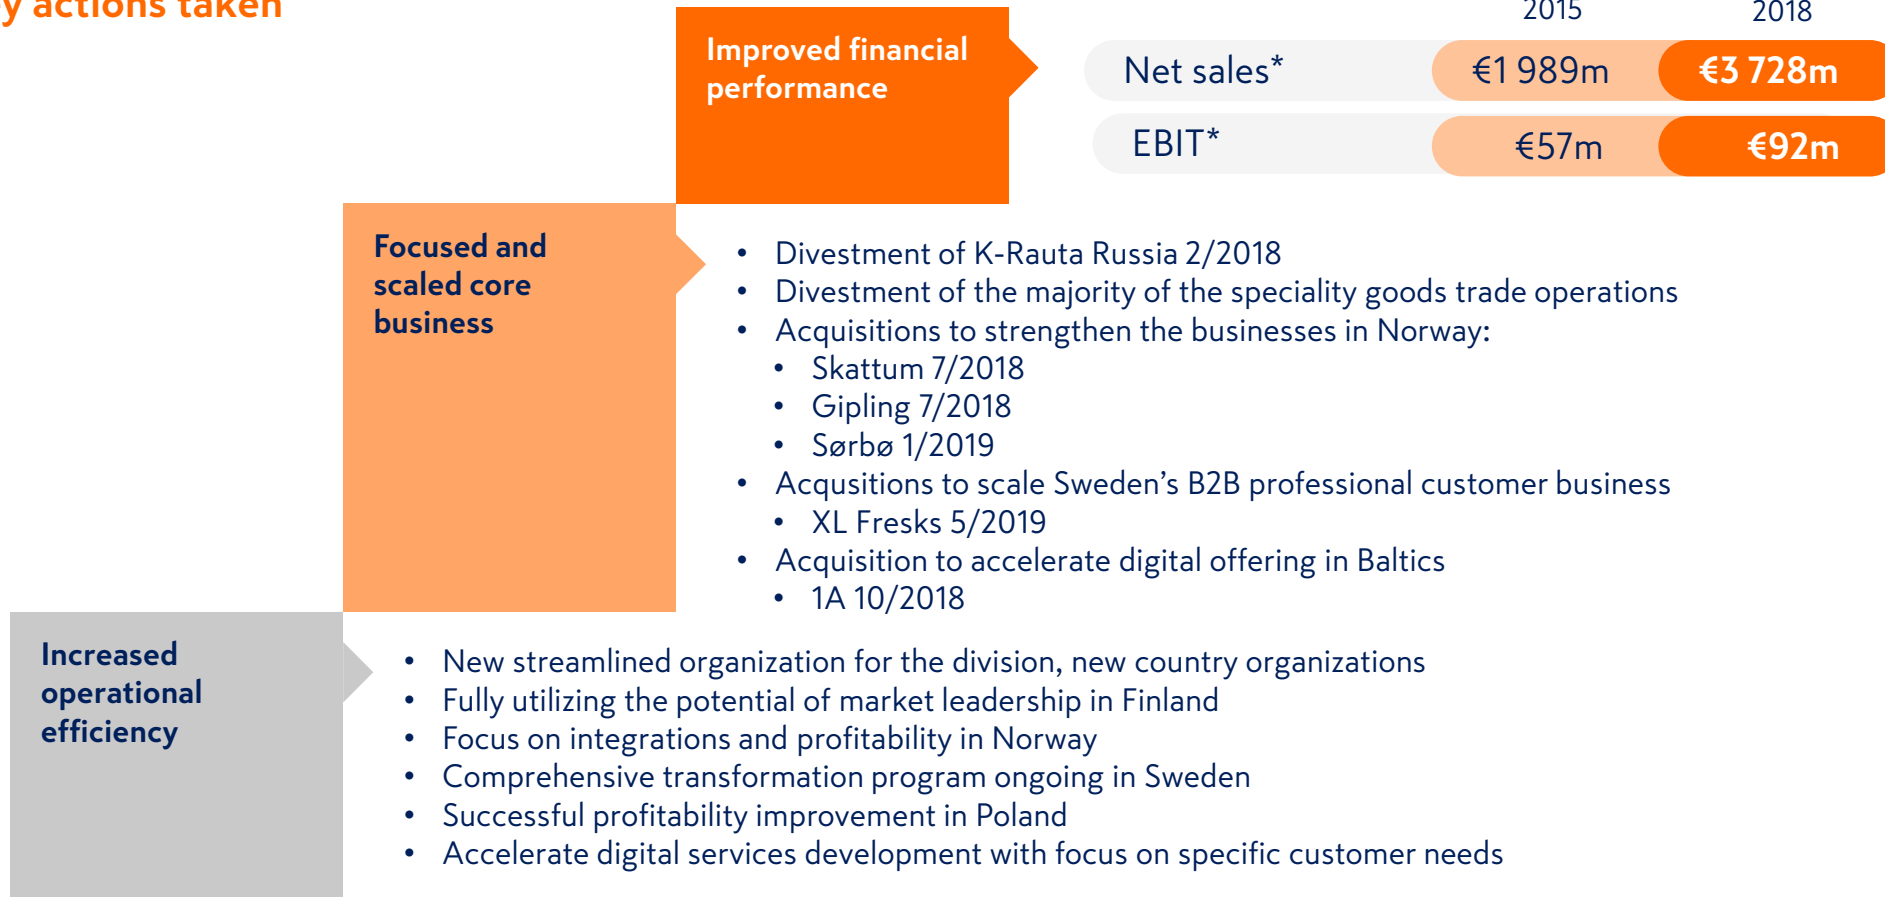 y actions taken
2015 2018
Improved financial
performance
Net sales* €1 989m €3 728m
EBIT* €57m €92m
Focused and
scaled core
business
• Divestment of K-Rauta Russia 2/2018
• Divestment of the majority of the speciality goods trade operations
• Acquisitions to strengthen the businesses in Norway:
• Skattum 7/2018
• Gipling 7/2018
• Sørbø 1/2019
• Acqusitions to scale Sweden’s B2B professional customer business
• XL Fresks 5/2019
• Acquisition to accelerate digital offering in Baltics
• 1A 10/2018
Increased
operational
efficiency
• New streamlined organization for the division, new country organizations
• Fully utilizing the potential of market leadership in Finland
• Focus on integrations and profitability in Norway
• Comprehensive transformation program ongoing in Sweden
• Successful profitability improvement in Poland
• Accelerate digital services development with focus on specific customer needs